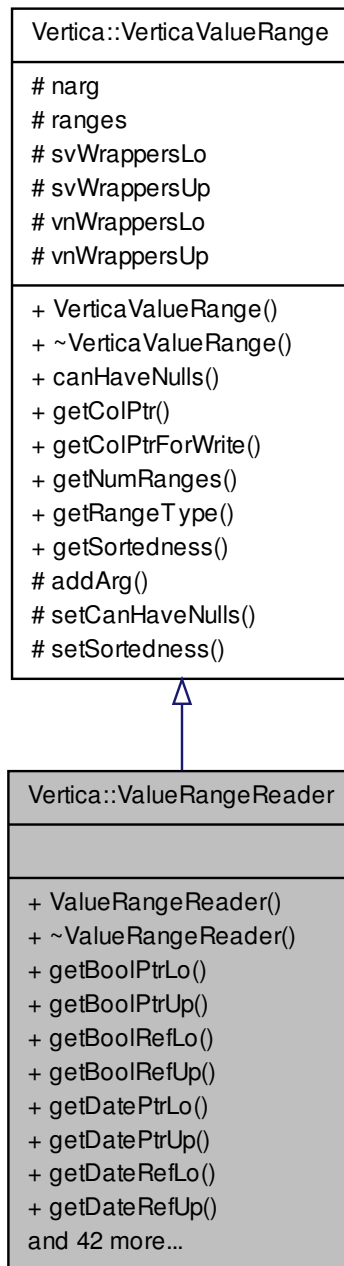 Vertica::VerticaValueRange
# narg
# ranges
# svWrappersLo
# svWrappersUp
# vnWrappersLo
# vnWrappersUp
+ VerticaValueRange()
+ ~VerticaValueRange()
+ canHaveNulls()
+ getColPtr()
+ getColPtrForWrite()
+ getNumRanges()
+ getRangeType()
+ getSortedness()
# addArg()
# setCanHaveNulls()
# setSortedness()
Vertica::ValueRangeReader
+ ValueRangeReader()
+ ~ValueRangeReader()
+ getBoolPtrLo()
+ getBoolPtrUp()
+ getBoolRefLo()
+ getBoolRefUp()
+ getDatePtrLo()
+ getDatePtrUp()
+ getDateRefLo()
+ getDateRefUp()
and 42 more...